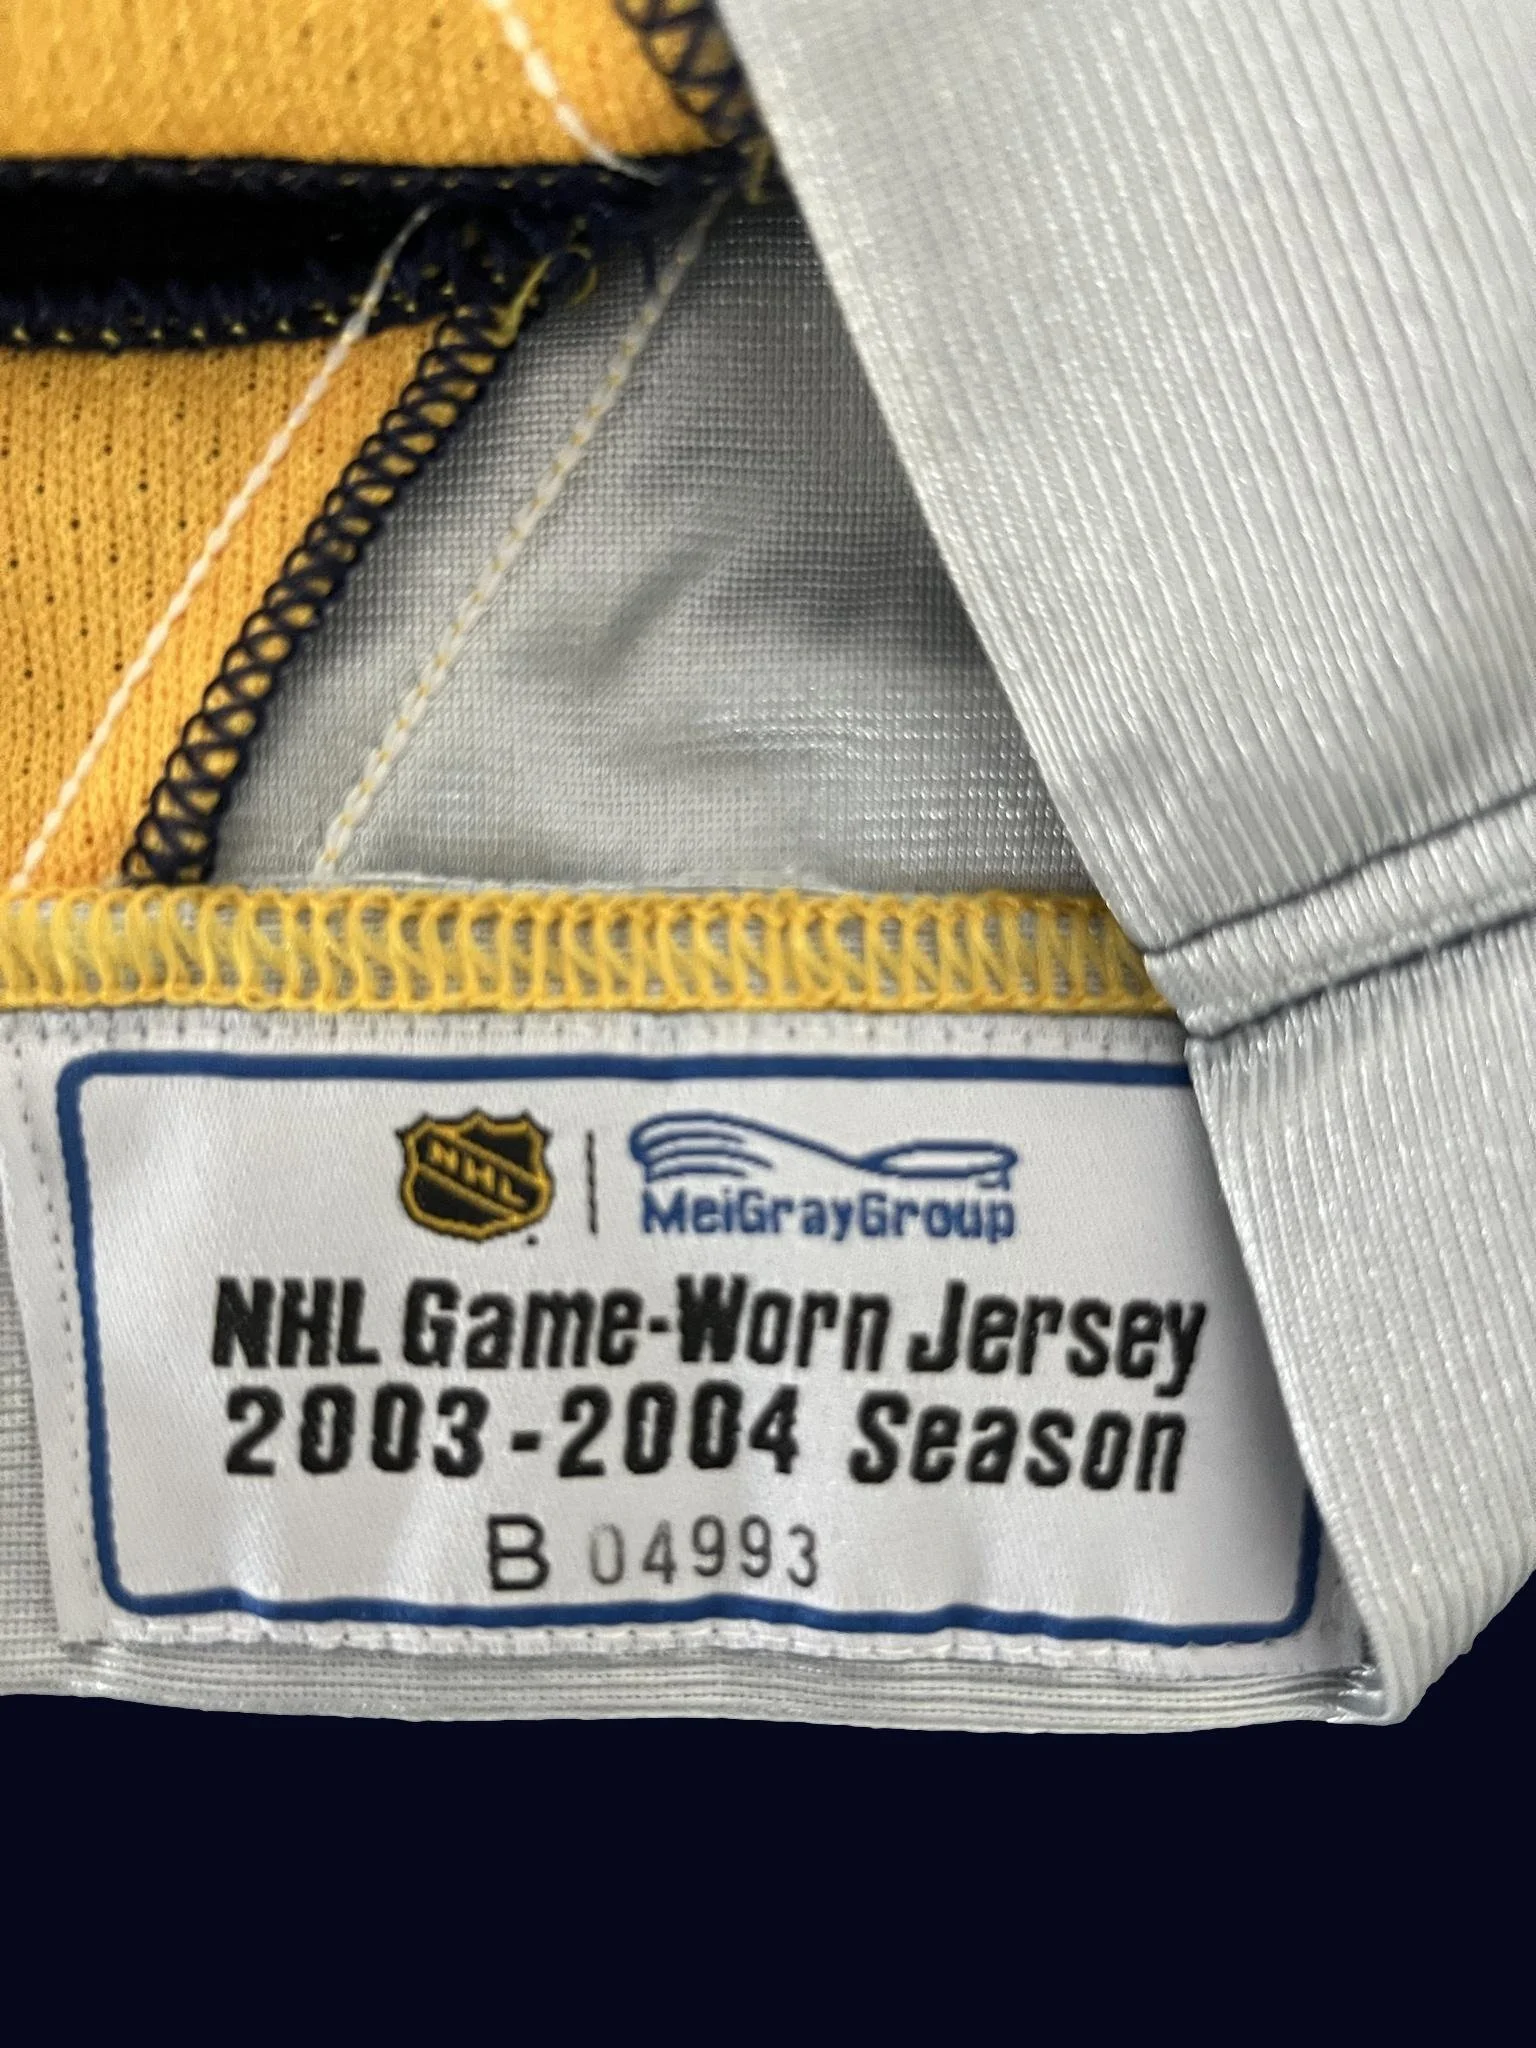 NHL MeiGrayGroup
NHL Game-Worn Jersey
2003-2004 Season
B 04993